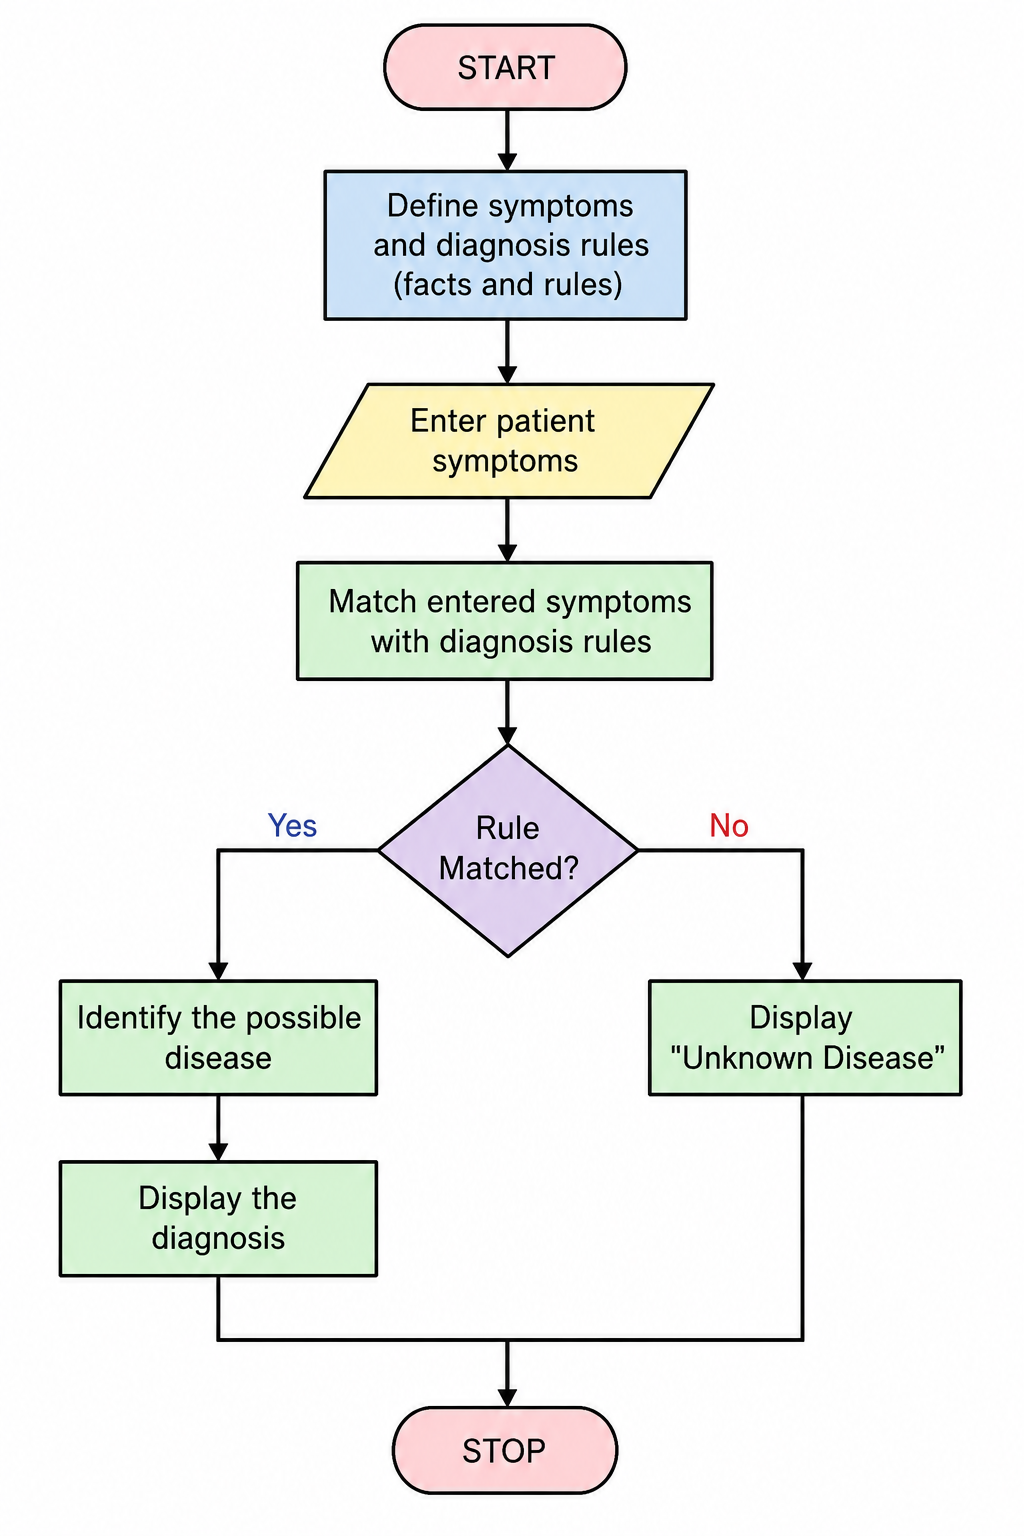 START
Define symptoms
and diagnosis rules
(facts and rules)
Enter patient
symptoms
Match entered symptoms
with diagnosis rules
Rule
Matched?
Yes
No
Identify the possible
disease
Display
"Unknown Disease”
Display the
diagnosis
STOP